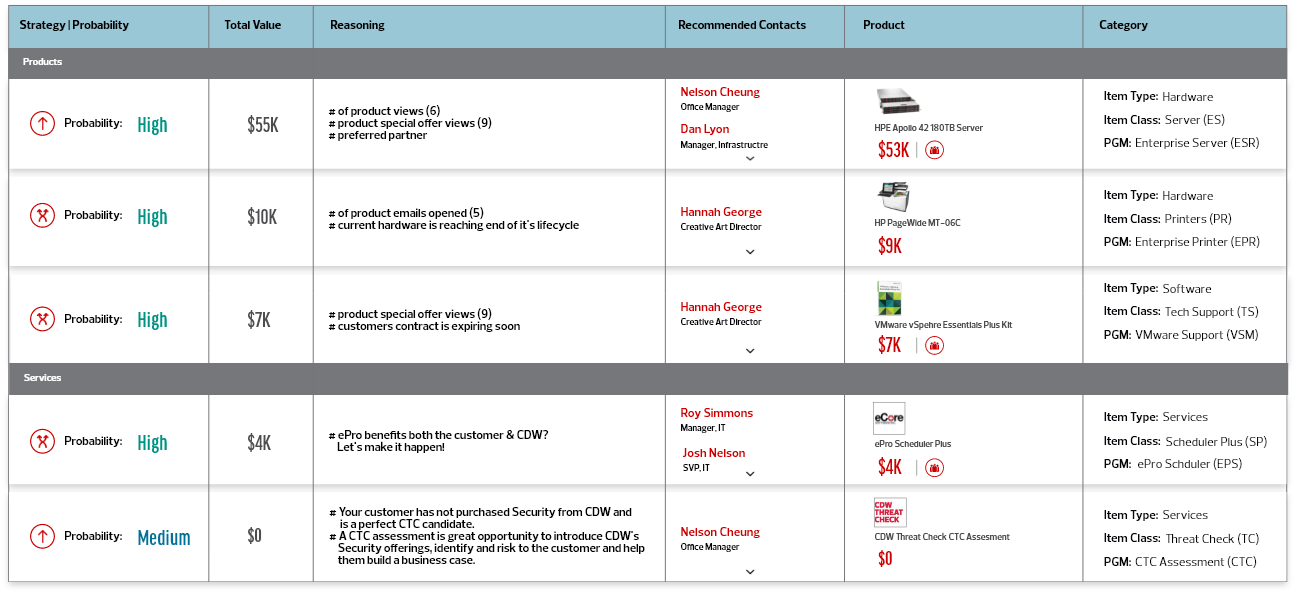 Strategy | Probability
Total Value
Reasoning
Recommended Contacts
Product
Category
Products
Probability: High
$55K
# of product views (6)
# product special offer views (9)
# preferred partner
Nelson Cheung
Office Manager
Dan Lyon
Manager, Infrastructre
HPE Apollo 42 180TB Server
$53K |
Item Type: Hardware
Item Class: Server (ES)
PGM: Enterprise Server (ESR)
Probability: High
$10K
# of product emails opened (5)
# current hardware is reaching end of it's lifecycle
Hannah George
Creative Art Director
HP PageWide MT-06C
$9K
Item Type: Hardware
Item Class: Printers (PR)
PGM: Enterprise Printer (EPR)
Probability: High
$7K
# product special offer views (9)
# customers contract is expiring soon
Hannah George
Creative Art Director
VMware vSpehre Essentials Plus Kit
$7K |
Item Type: Software
Item Class: Tech Support (TS)
PGM: VMware Support (VSM)
Services
Probability: High
$4K
# ePro benefits both the customer & CDW?
Let's make it happen!
Roy Simmons
Manager, IT
Josh Nelson
SVP, IT
eCore
ePro Scheduler Plus
$4K |
Item Type: Services
Item Class: Scheduler Plus (SP)
PGM: ePro Schduler (EPS)
Probability: Medium
$0
# Your customer has not purchased Security from CDW and
is a perfect CTC candidate.
# A CTC assessment is great opportunity to introduce CDW's
Security offerings, identify and risk to the customer and help
them build a business case.
Nelson Cheung
Office Manager
CDW
THREAT
CHECK
CDW Threat Check CTC Assesment
$0
Item Type: Services
Item Class: Threat Check (TC)
PGM: CTC Assessment (CTC)